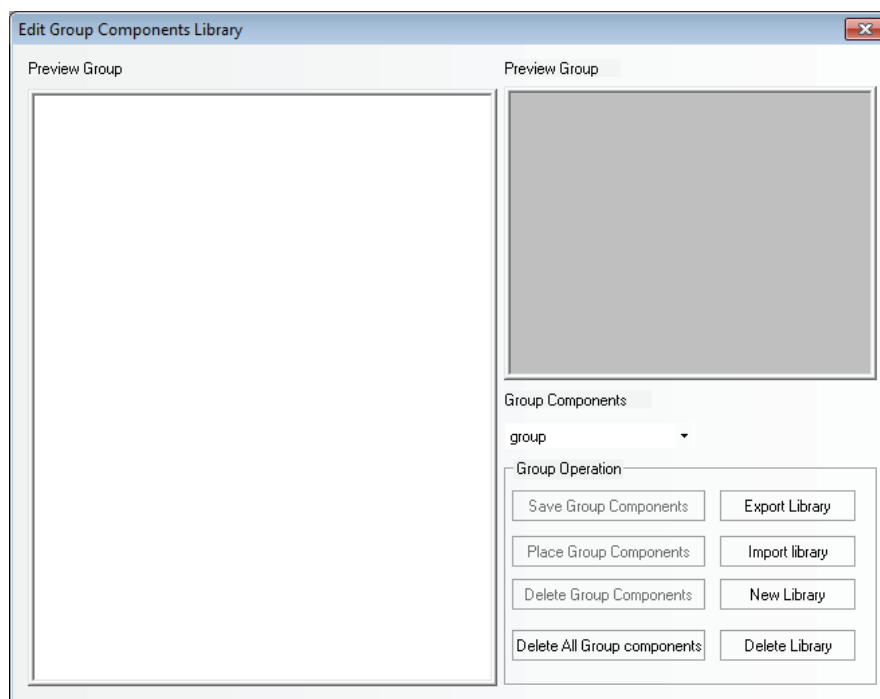 Edit Group Components Library
Preview Group
Preview Group
Group Components
group
Group Operation
Save Group Components
Export Library
Place Group Components
Import library
Delete Group Components
New Library
Delete All Group components
Delete Library